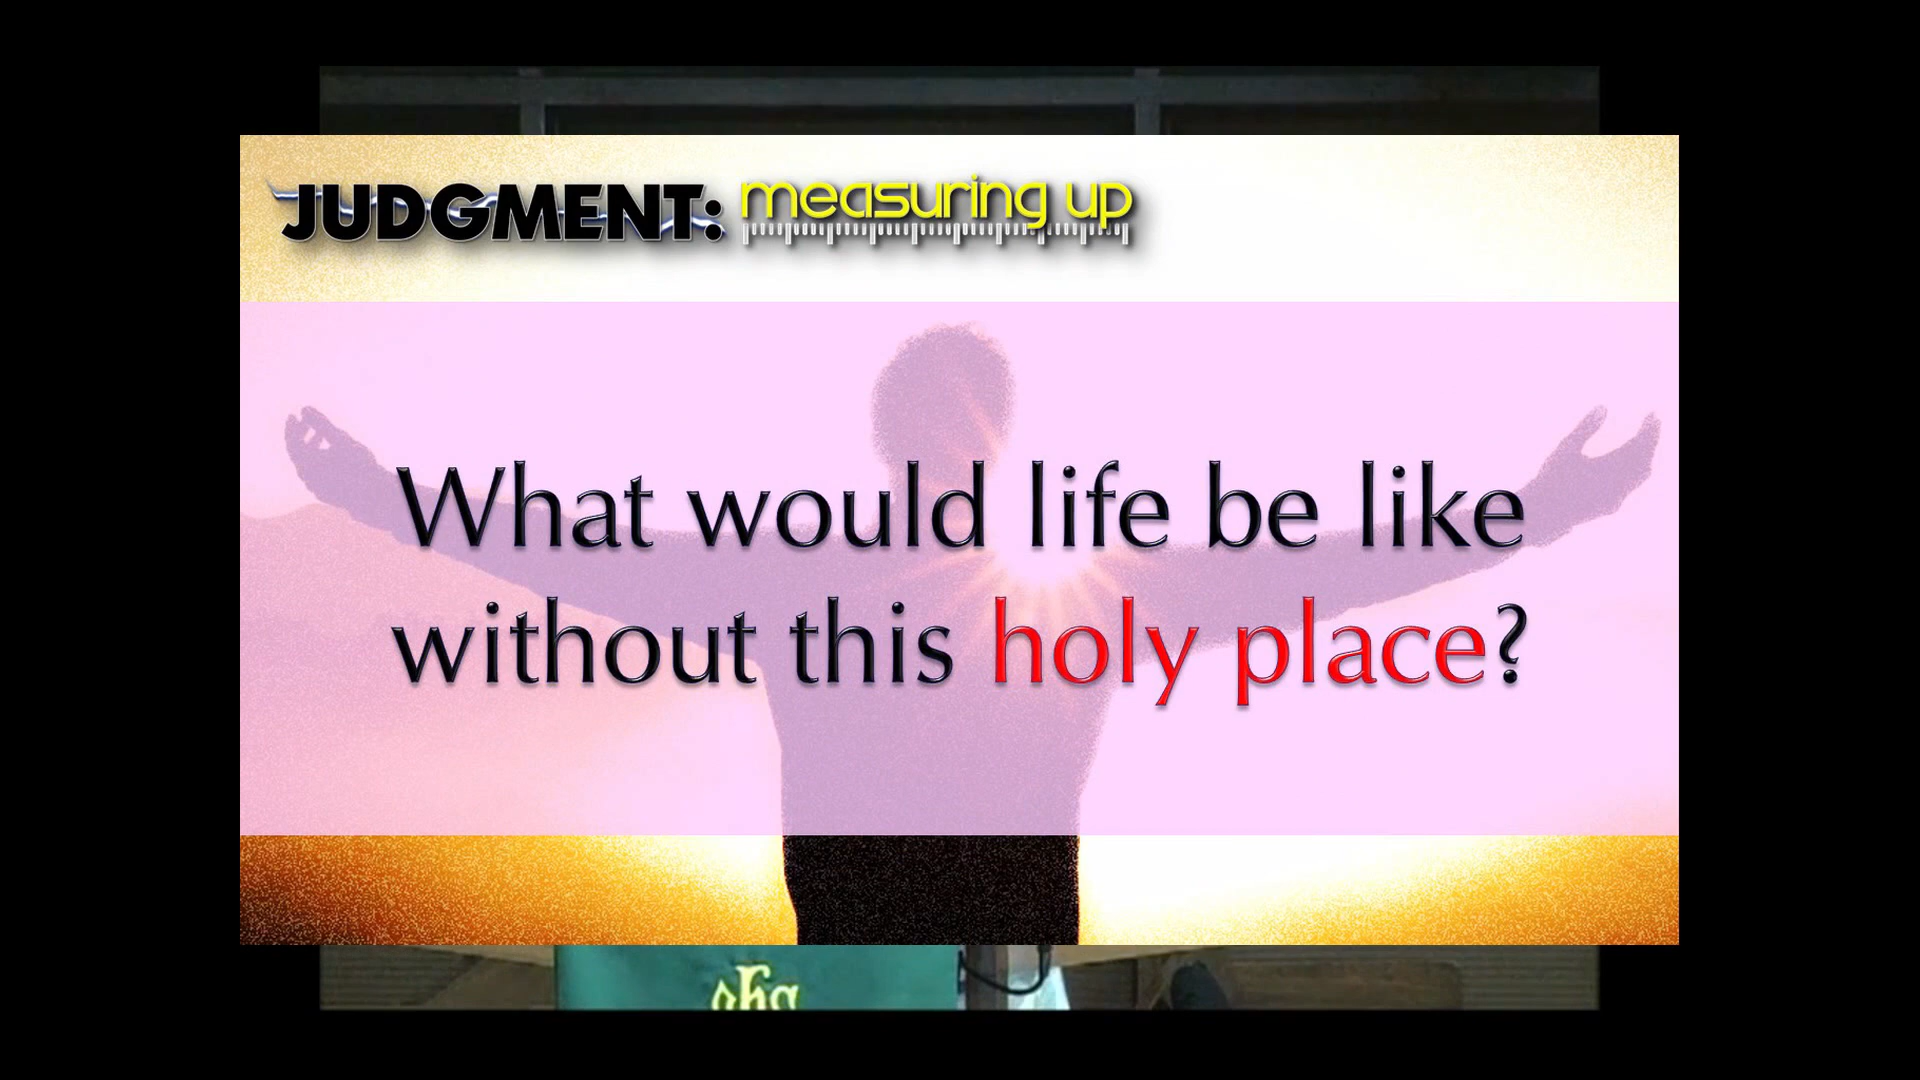 JUDGMENT: measuring up
What would life be like
without this holy place?